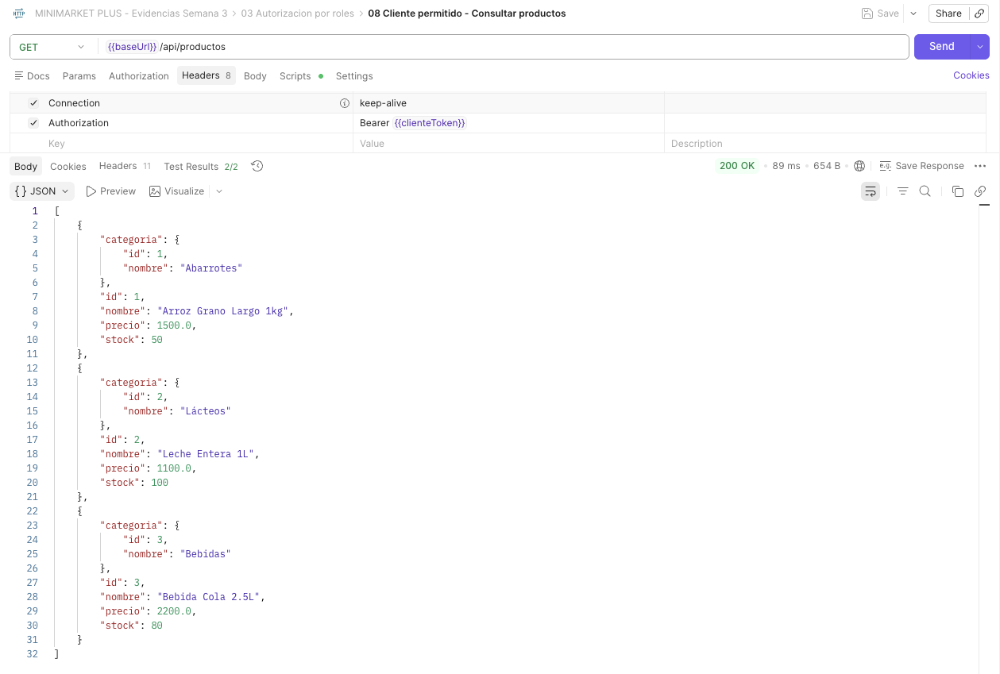 HTTP MINIMARKET PLUS - Evidencias Semana 3 > 03 Autorizacion por roles > 08 Cliente permitido - Consultar productos Save Share
GET {{baseUrl}} /api/productos Send
Docs Params Authorization Headers 8 Body Scripts Settings Cookies
Connection keep-alive
Authorization Bearer {{clienteToken}}
Key Value Description
Body Cookies Headers 11 Test Results 2/2 200 OK 89 ms 654 B e.g. Save Response
{} JSON Preview Visualize
1 [
2 {
3 "categoria": {
4 "id": 1,
5 "nombre": "Abarrotes"
6 },
7 "id": 1,
8 "nombre": "Arroz Grano Largo 1kg",
9 "precio": 1500.0,
10 "stock": 50
11 },
12 {
13 "categoria": {
14 "id": 2,
15 "nombre": "Lácteos"
16 },
17 "id": 2,
18 "nombre": "Leche Entera 1L",
19 "precio": 1100.0,
20 "stock": 100
21 },
22 {
23 "categoria": {
24 "id": 3,
25 "nombre": "Bebidas"
26 },
27 "id": 3,
28 "nombre": "Bebida Cola 2.5L",
29 "precio": 2200.0,
30 "stock": 80
31 }
32 ]